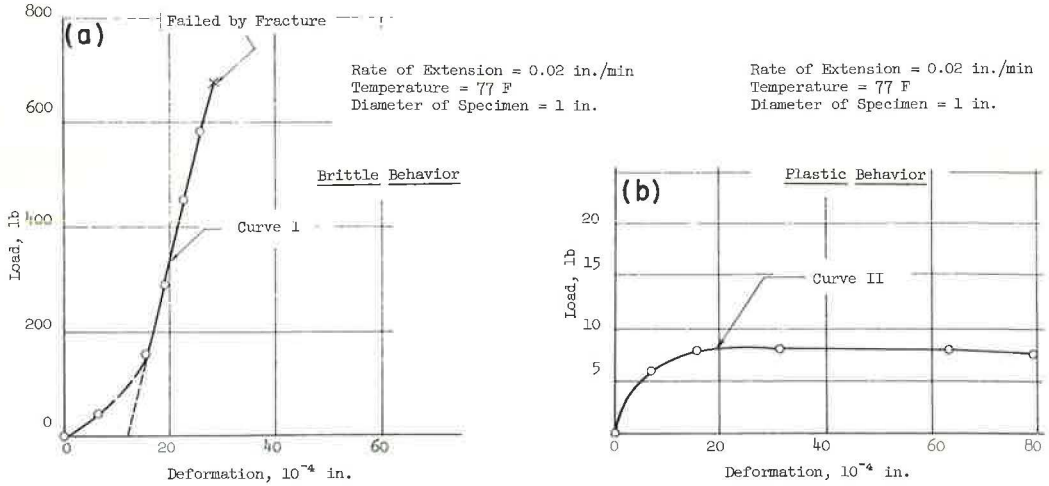 800
(a)
Failed by Fracture
Rate of Extension = 0.02 in./min
Temperature = 77 F
Diameter of Specimen = 1 in.
600
Brittle Behavior
400
Curve 1
Load, lb
200
0
0 20 40 60
Deformation, 10⁻⁴ in.
Rate of Extension = 0.02 in./min
Temperature = 77 F
Diameter of Specimen = 1 in.
Plastic Behavior
(b)
20
15
Curve II
Load, lb
10
5
0 20 40 60 80
Deformation, 10⁻⁴ in.